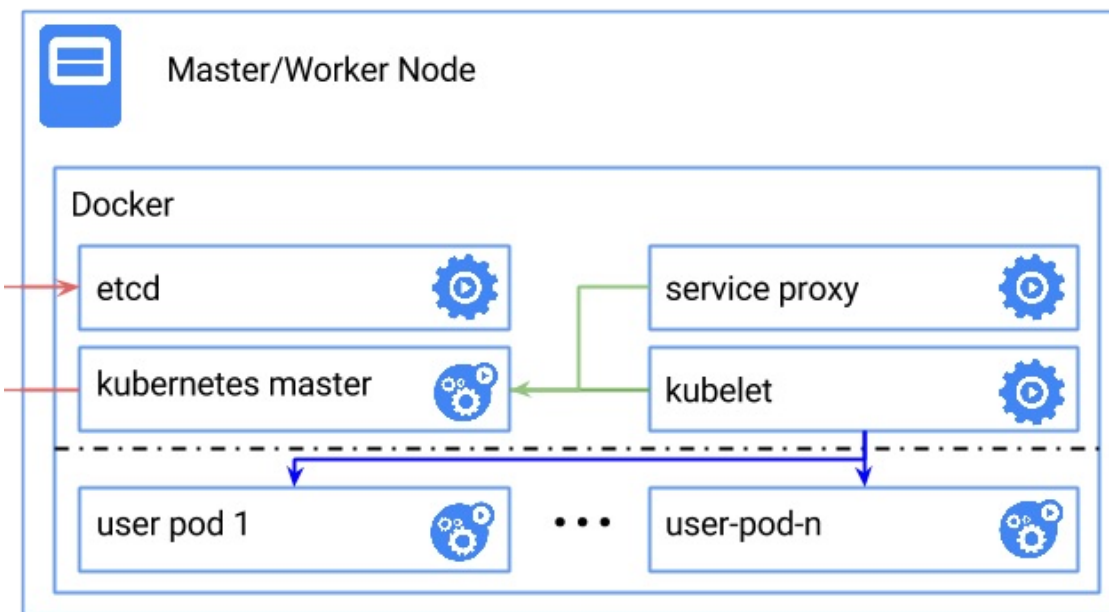 Master/Worker Node
Docker
etcd
service proxy
kubernetes master
kubelet
user pod 1
...
user-pod-n